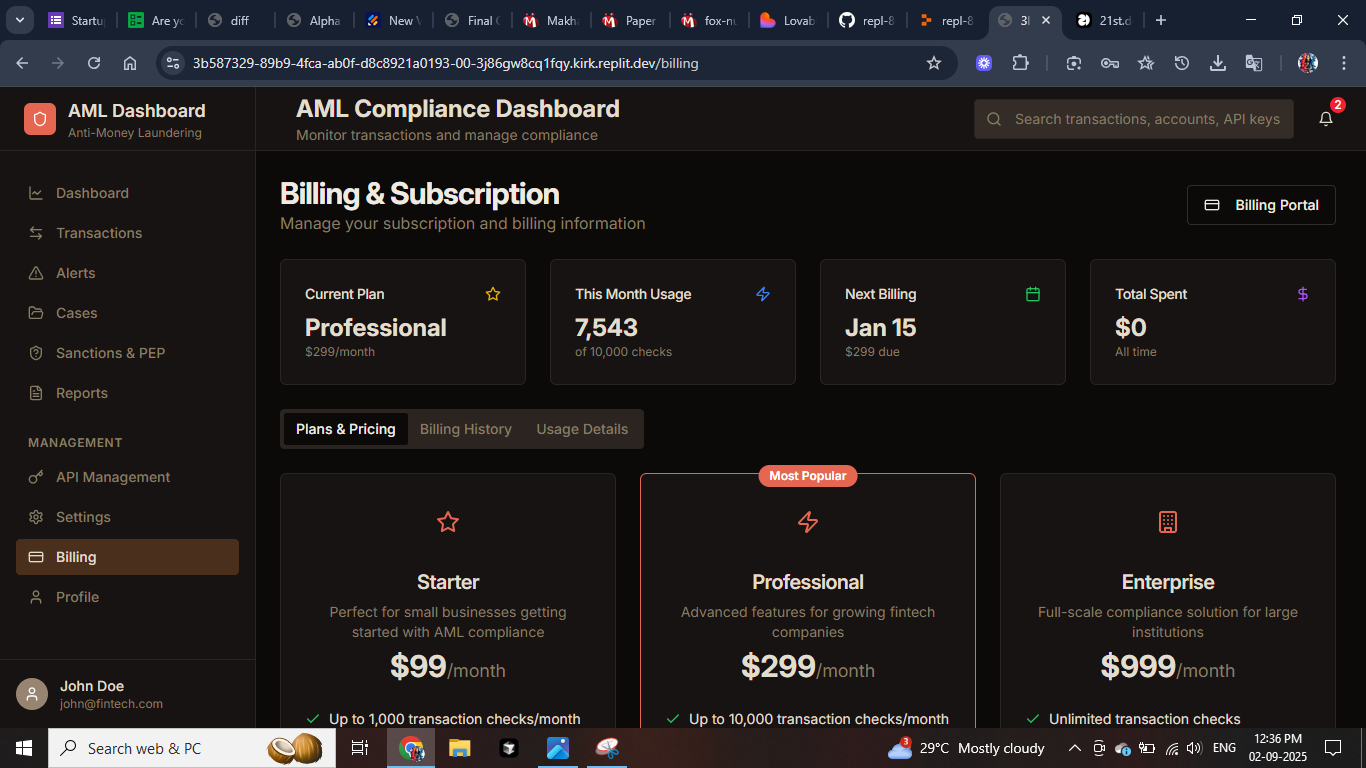 Startu
Are yo
diff
Alpha
New V
Final C
Makha
Paper
fox-nu
Lovab
repl-8
repl-8
3l
21st.d
3b587329-89b9-4fca-ab0f-d8c8921a0193-00-3j86gw8cq1fqy.kirk.replit.dev/billing
AML Dashboard
Anti-Money Laundering
AML Compliance Dashboard
Monitor transactions and manage compliance
Search transactions, accounts, API keys
2
Dashboard
Transactions
Alerts
Cases
Sanctions & PEP
Reports
MANAGEMENT
API Management
Settings
Billing
Profile
John Doe
john@fintech.com
Billing & Subscription
Manage your subscription and billing information
Billing Portal
Current Plan
Professional
$299/month
This Month Usage
7,543
of 10,000 checks
Next Billing
Jan 15
$299 due
Total Spent
$0
All time
Plans & Pricing
Billing History
Usage Details
Starter
Perfect for small businesses getting
started with AML compliance
$99/month
Up to 1,000 transaction checks/month
Most Popular
Professional
Advanced features for growing fintech
companies
$299/month
Up to 10,000 transaction checks/month
Enterprise
Full-scale compliance solution for large
institutions
$999/month
Unlimited transaction checks
Search web & PC
3
29°C Mostly cloudy
ENG
12:36 PM
02-09-2025